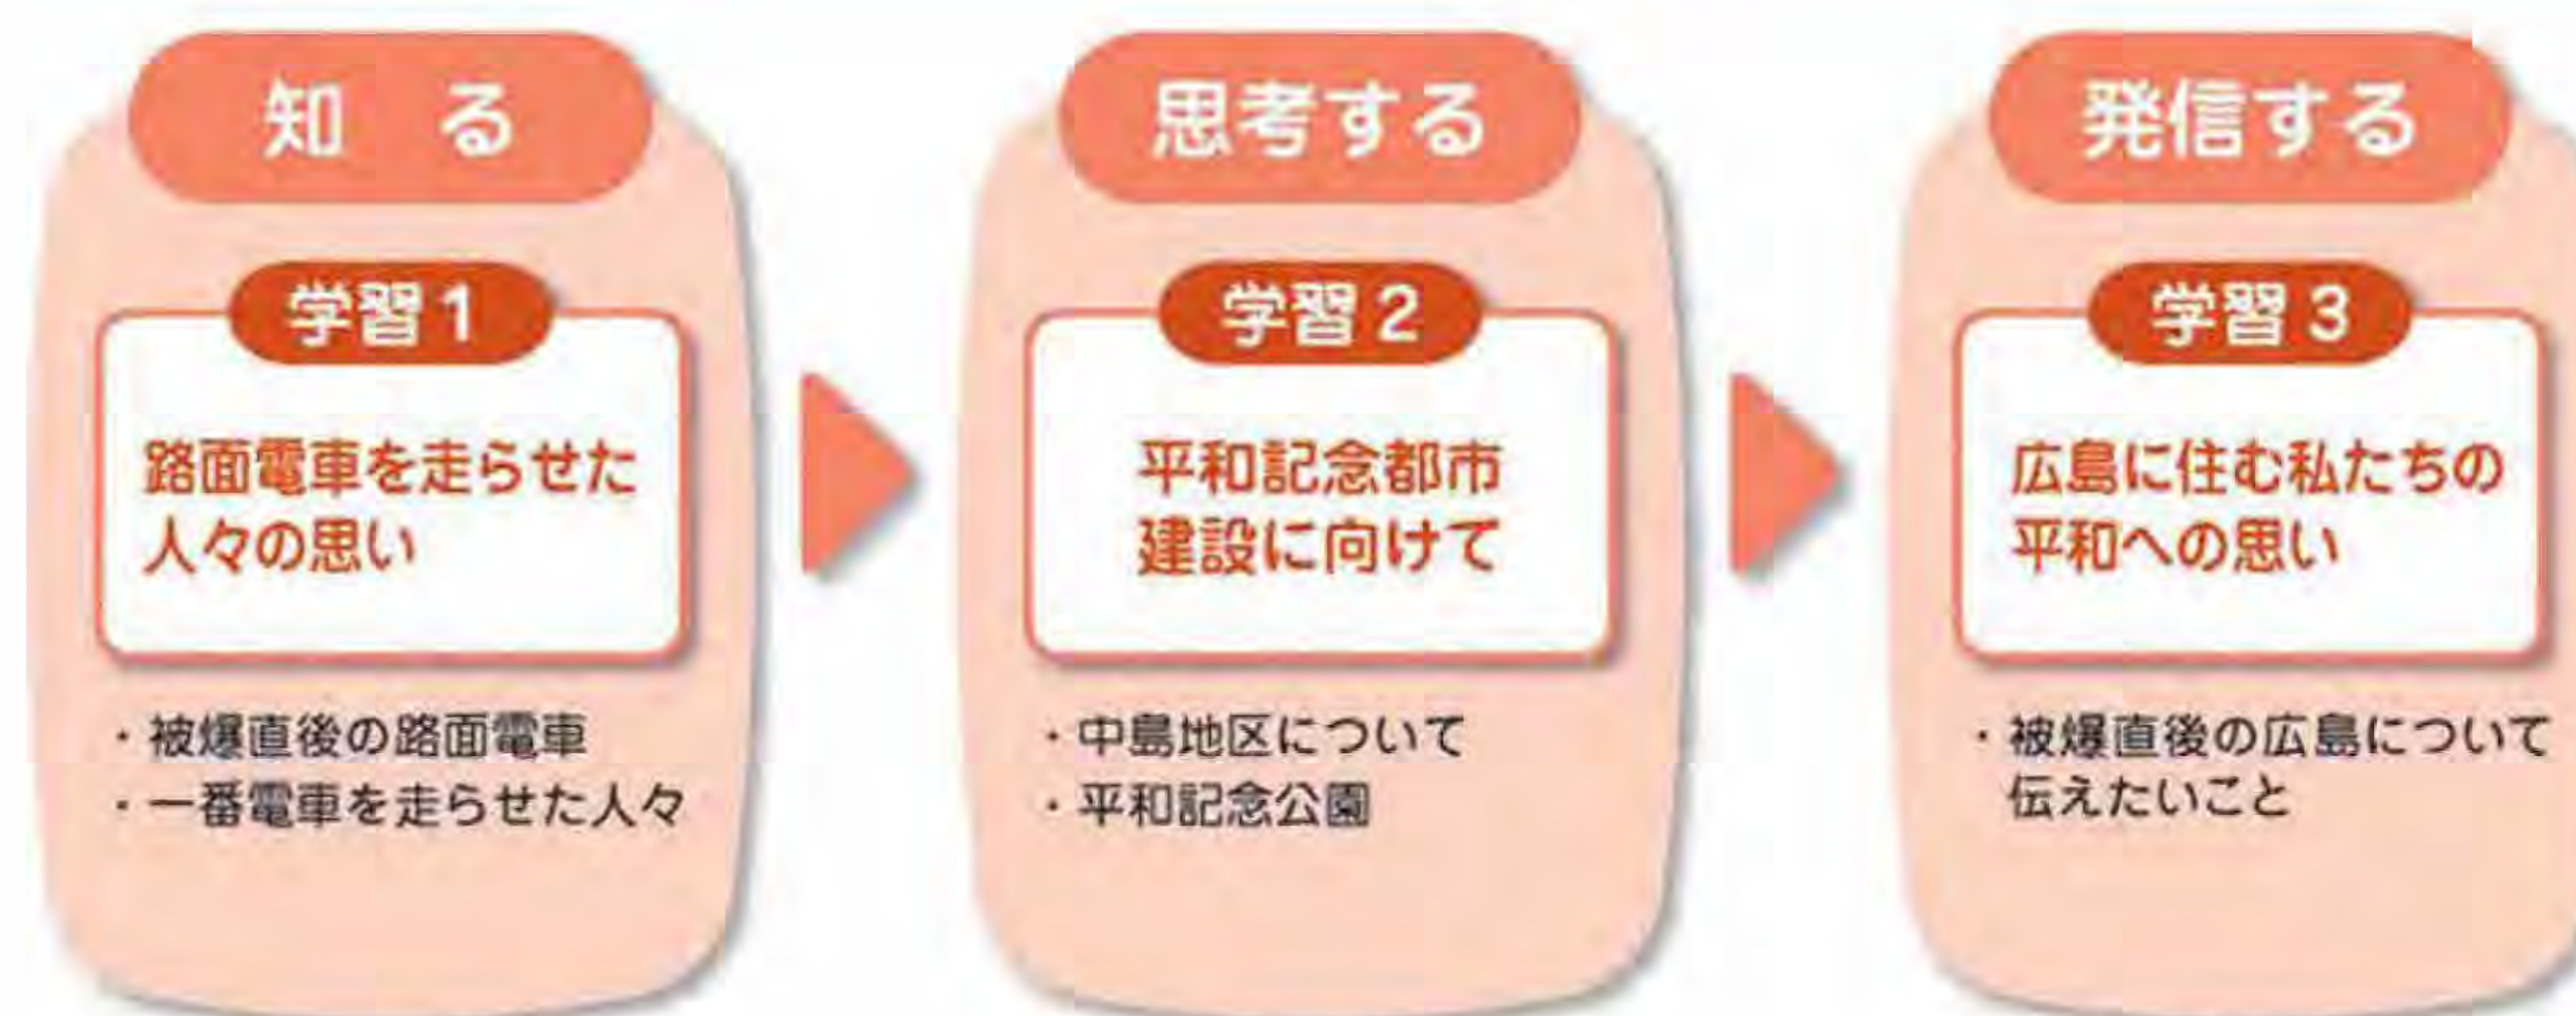 知 る
学習1
路面電車を走らせた
人々の思い
・被爆直後の路面電車
・一番電車を走らせた人々
思考する
学習2
平和記念都市
建設に向けて
・中島地区について
・平和記念公園
発信する
学習3
広島に住む私たちの
平和への思い
・被爆直後の広島について
伝えたいこと